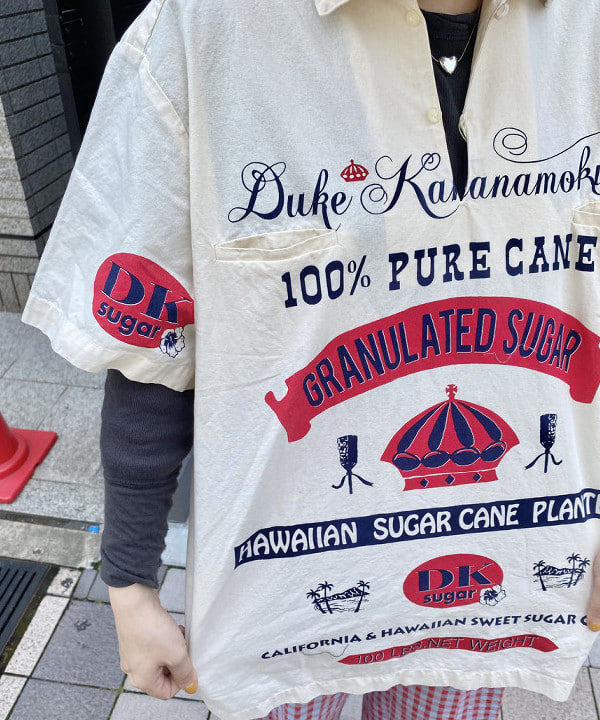 Duke Kahanamoku
100% PURE CANE
DK
sugar
GRANULATED SUGAR
HAWAIIAN SUGAR CANE PLANT
DK
sugar
CALIFORNIA & HAWAIIAN SWEET SUGAR C
100 LBS. NET WEIGHT